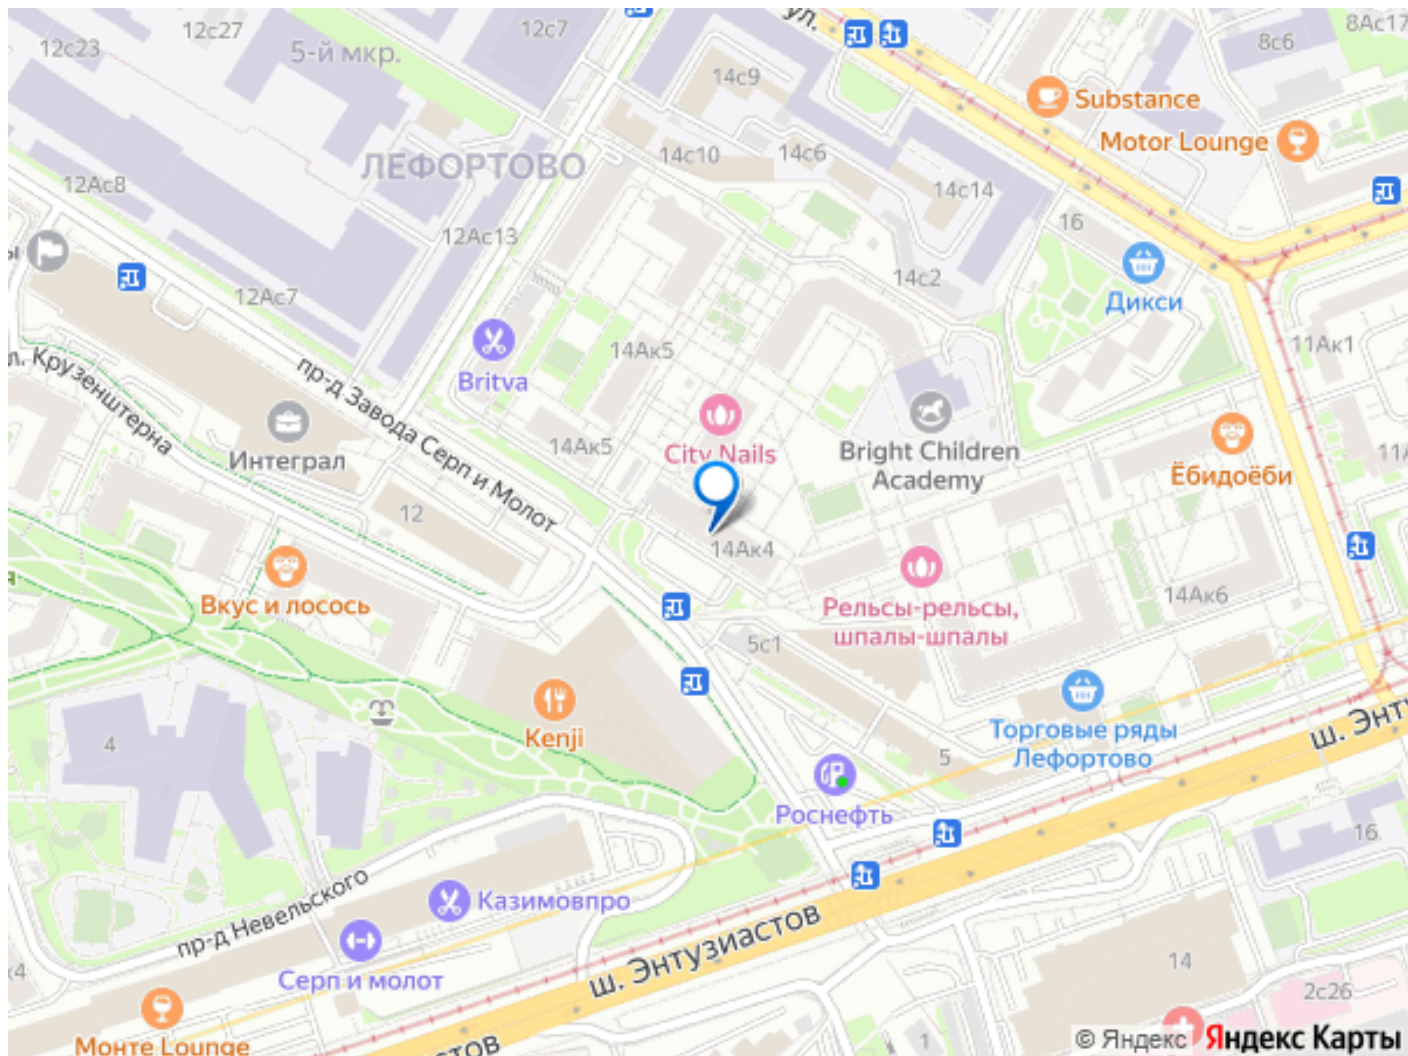 12с27
12с7
8Ас17
8с6
12с23
5-й мкр.
ул.
14с9
Substance
Motor Lounge
14с10
14с6
ЛЕФОРТОВО
12Ас8
14с14
16
12Ас13
14с2
12Ас7
Дикси
пр-д Завода Серп и Молот
14Ак5
11Ак1
Крузенштерна
Britva
City Nails
14Ак5
Bright Children
Academy
Интеграл
Ёбидоёби
12
14Ак4
Вкус и лосось
Рельсы-рельсы,
шпалы-шпалы
14Ак6
5с1
Kenji
4
Торговые ряды
Лефортово
5
ш. Энту
Роснефть
16
пр-д Невельского
Казимовпро
ш. Энтузиастов
Серп и молот
14
2с26
Монте Lounge
1
© Яндекс Яндекс Карты